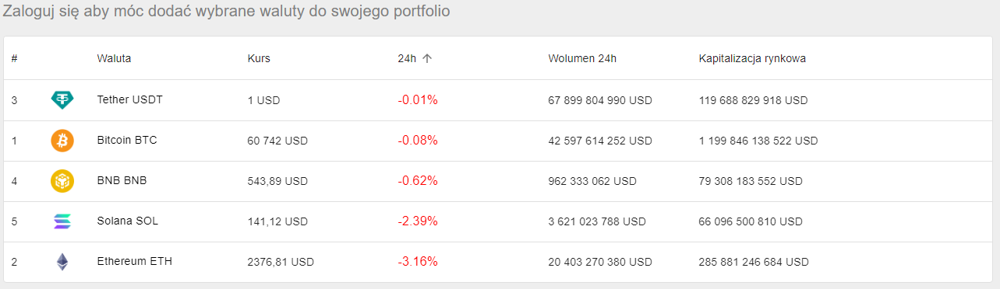 Zaloguj się aby móc dodać wybrane waluty do swojego portfolio
# Waluta Kurs 24h Wolumen 24h Kapitalizacja rynkowa
3 Tether USDT 1 USD -0.01% 67 899 804 990 USD 119 688 829 918 USD
1 Bitcoin BTC 60 742 USD -0.08% 42 597 614 252 USD 1 199 846 138 522 USD
4 BNB BNB 543,89 USD -0.62% 962 333 062 USD 79 308 183 552 USD
5 Solana SOL 141,12 USD -2.39% 3 621 023 788 USD 66 096 500 810 USD
2 Ethereum ETH 2376,81 USD -3.16% 20 403 270 380 USD 285 881 246 684 USD